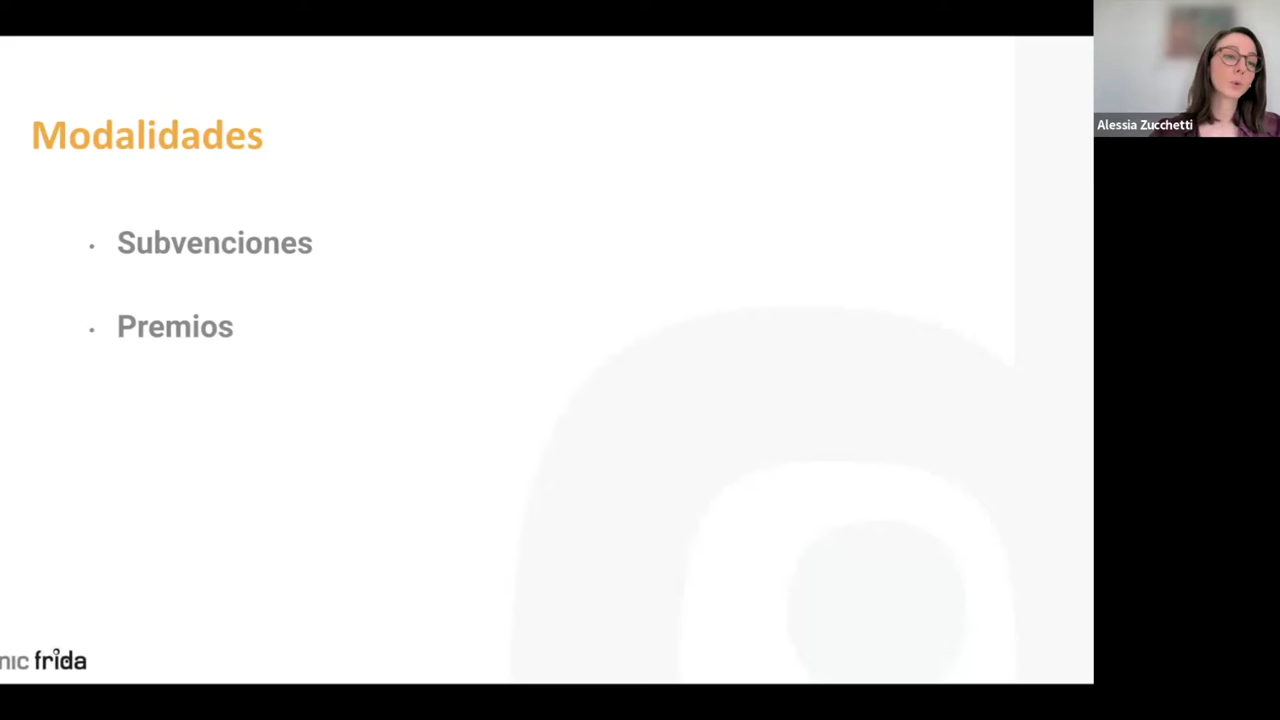 Modalidades
· Subvenciones
· Premios
nic frida
Alessia Zucchetti